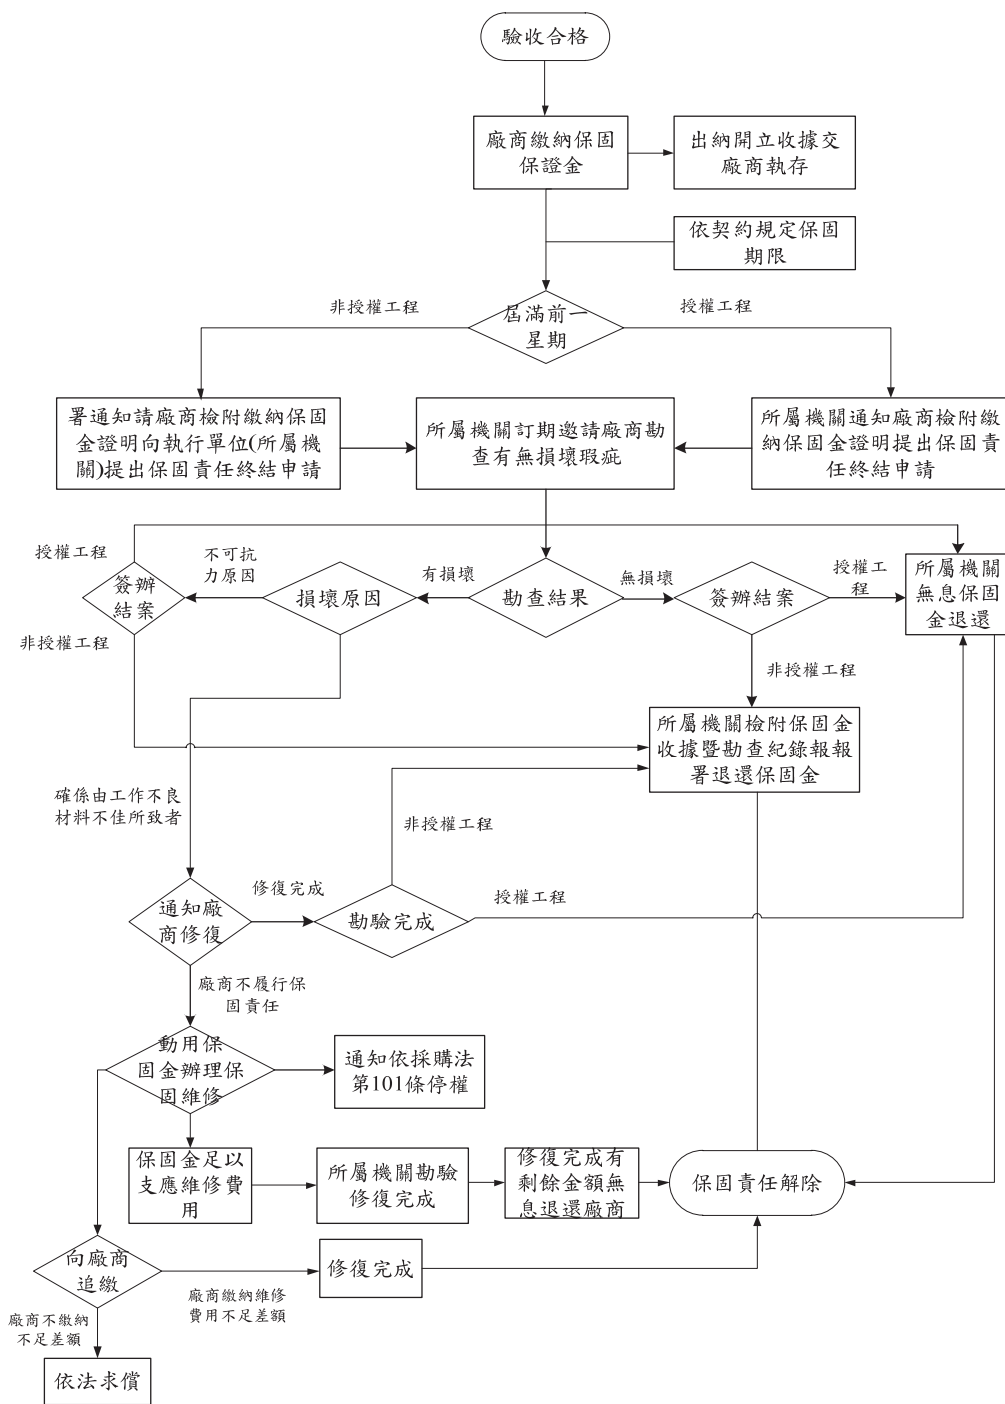 驗收合格
廠商繳納保固
保證金
出納開立收據交
廠商執存
依契約規定保固
期限
非授權工程
屆滿前一
星期
授權工程
署通知請廠商檢附繳納保固
金證明向執行單位(所屬機
關)提出保固責任終結申請
所屬機關訂期邀請廠商勘
查有無損壞瑕疵
所屬機關通知廠商檢附繳
納保固金證明提出保固責
任終結申請
授權工程
不可抗
力原因
簽辦
結案
損壞原因
有損壞
勘查結果
無損壞
簽辦結案
授權工
程
所屬機關
無息保固
金退還
非授權工程
非授權工程
所屬機關檢附保固金
收據暨勘查紀錄報報
署退還保固金
確係由工作不良
材料不佳所致者
非授權工程
通知廠
商修復
修復完成
勘驗完成
授權工程
廠商不履行保
固責任
動用保
固金辦理保
固維修
通知依採購法
第101條停權
保固金足以
支應維修費
用
所屬機關勘驗
修復完成
修復完成有
剩餘金額無
息退還廠商
保固責任解除
向廠商
追繳
廠商繳納維修
費用不足差額
修復完成
廠商不繳納
不足差額
依法求償